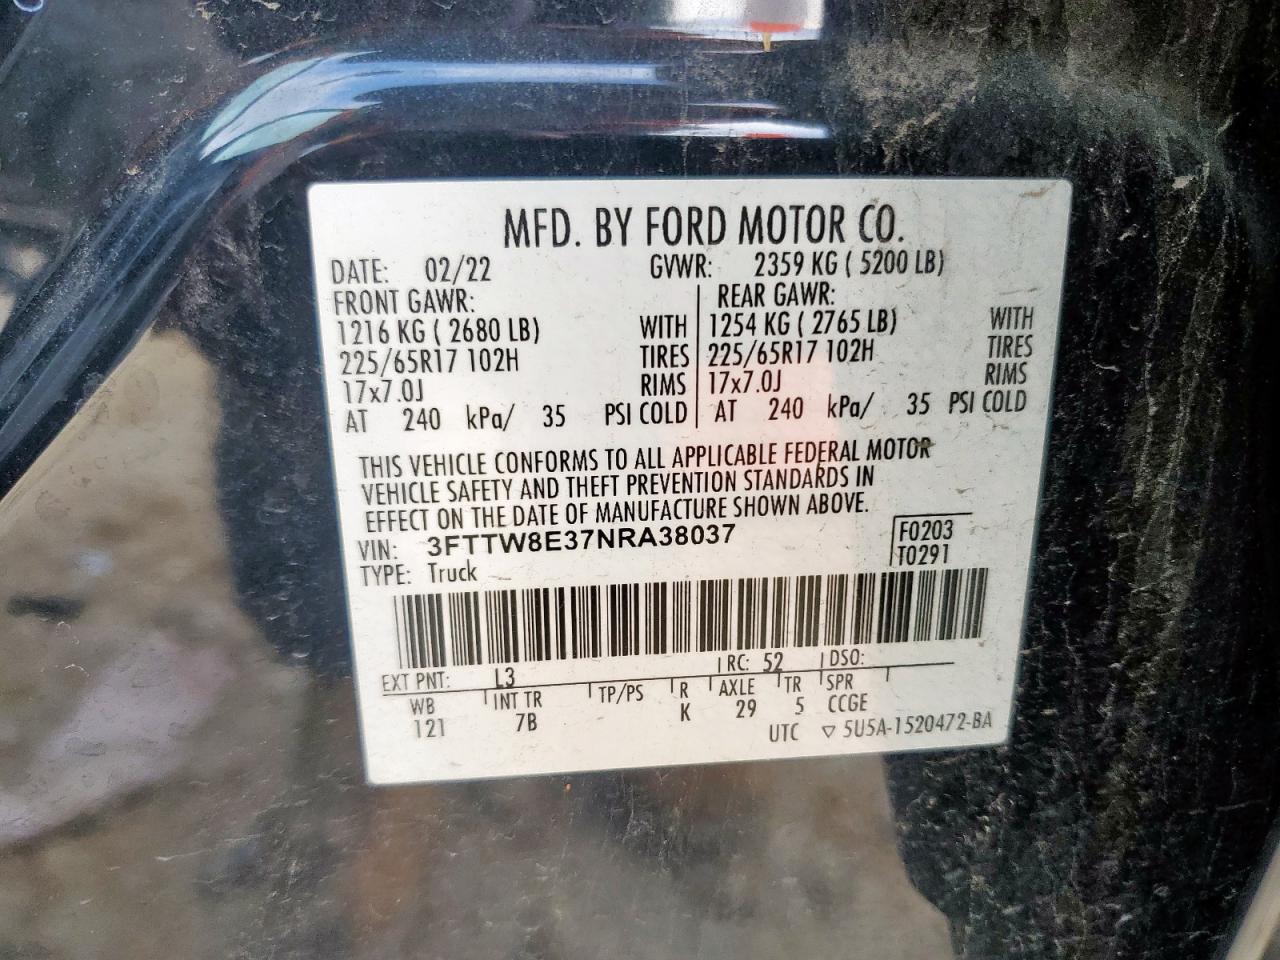 MFD. BY FORD MOTOR CO.
DATE: 02/22 GVWR: 2359 KG ( 5200 LB)
FRONT GAWR: REAR GAWR:
1216 KG ( 2680 LB) WITH 1254 KG ( 2765 LB) WITH
225/65R17 102H TIRES 225/65R17 102H TIRES
17x7.0J RIMS 17x7.0J RIMS
AT 240 kPa/ 35 PSI COLD AT 240 kPa/ 35 PSI COLD
THIS VEHICLE CONFORMS TO ALL APPLICABLE FEDERAL MOTOR
VEHICLE SAFETY AND THEFT PREVENTION STANDARDS IN
EFFECT ON THE DATE OF MANUFACTURE SHOWN ABOVE.
VIN: 3FTTW8E37NRA38037 F0203
TYPE: Truck T0291
EXT PNT: L3 RC: 52 DSO:
WB INT TR TP/PS R AXLE TR SPR
121 7B K 29 5 CCGE
UTC ▽ 5U5A-1520472-BA